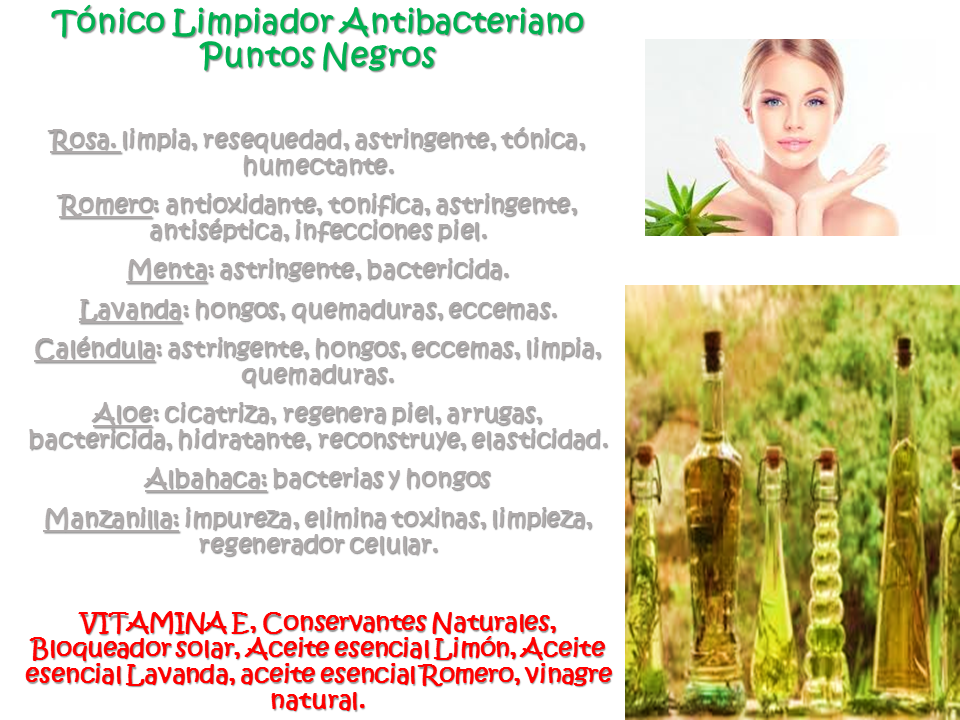 Tónico Limpiador Antibacteriano
Puntos Negros
Rosa. limpia, resequedad, astringente, tónica,
humectante.
Romero: antioxidante, tonifica, astringente,
antiséptica, infecciones piel.
Menta: astringente, bactericida.
Lavanda: hongos, quemaduras, eccemas.
Caléndula: astringente, hongos, eccemas, limpia,
quemaduras.
Aloe: cicatriza, regenera piel, arrugas,
bactericida, hidratante, reconstruye, elasticidad.
Albahaca: bacterias y hongos
Manzanilla: impureza, elimina toxinas, limpieza,
regenerador celular.
VITAMINA E, Conservantes Naturales,
Bloqueador solar, Aceite esencial Limón, Aceite
esencial Lavanda, aceite esencial Romero, vinagre
natural.